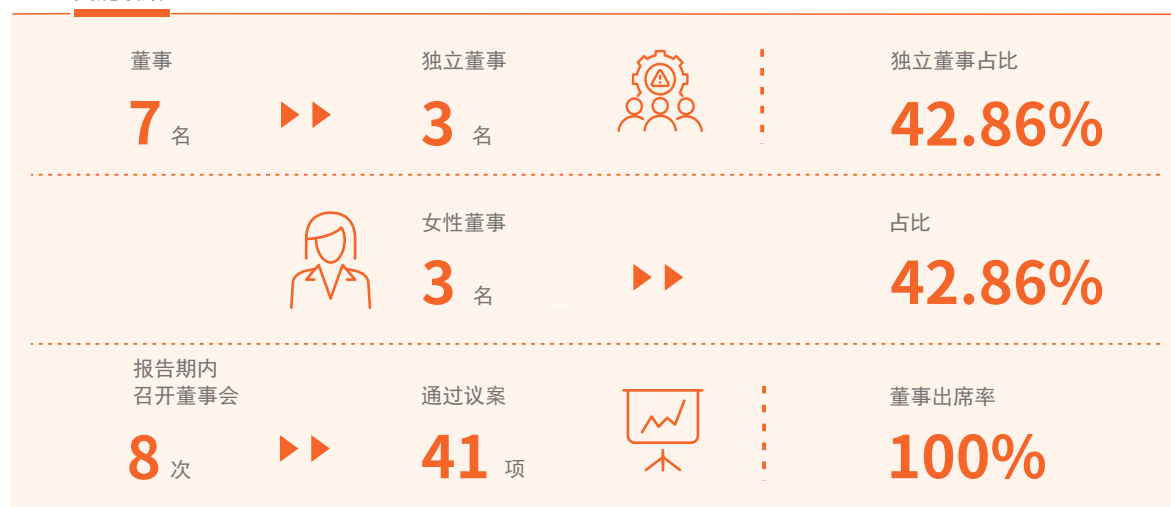 董事
7 名
独立董事
3 名
独立董事占比
42.86%
女性董事
3 名
占比
42.86%
报告期内
召开董事会
8 次
通过议案
41 项
董事出席率
100%